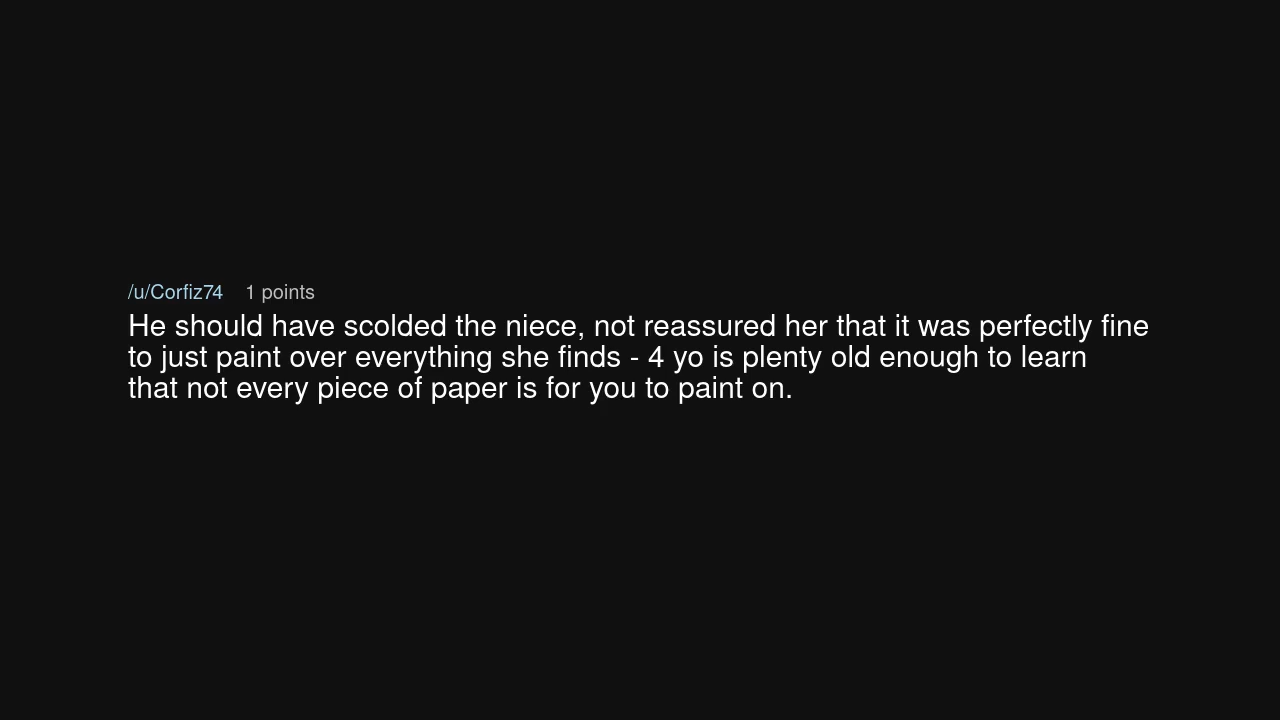 /u/Corfiz74 1 points
He should have scolded the niece, not reassured her that it was perfectly fine
to just paint over everything she finds - 4 yo is plenty old enough to learn
that not every piece of paper is for you to paint on.